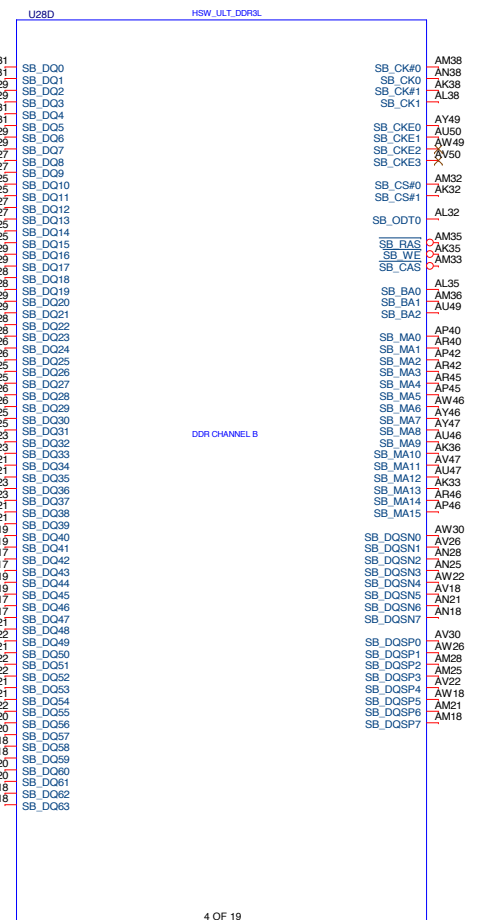 U28D
HSW_ULT_DDR3L
SB_DQ0
SB_DQ1
SB_DQ2
SB_DQ3
SB_DQ4
SB_DQ5
SB_DQ6
SB_DQ7
SB_DQ8
SB_DQ9
SB_DQ10
SB_DQ11
SB_DQ12
SB_DQ13
SB_DQ14
SB_DQ15
SB_DQ16
SB_DQ17
SB_DQ18
SB_DQ19
SB_DQ20
SB_DQ21
SB_DQ22
SB_DQ23
SB_DQ24
SB_DQ25
SB_DQ26
SB_DQ27
SB_DQ28
SB_DQ29
SB_DQ30
SB_DQ31
SB_DQ32
SB_DQ33
SB_DQ34
SB_DQ35
SB_DQ36
SB_DQ37
SB_DQ38
SB_DQ39
SB_DQ40
SB_DQ41
SB_DQ42
SB_DQ43
SB_DQ44
SB_DQ45
SB_DQ46
SB_DQ47
SB_DQ48
SB_DQ49
SB_DQ50
SB_DQ51
SB_DQ52
SB_DQ53
SB_DQ54
SB_DQ55
SB_DQ56
SB_DQ57
SB_DQ58
SB_DQ59
SB_DQ60
SB_DQ61
SB_DQ62
SB_DQ63
DDR CHANNEL B
SB_CK#0 AM38
SB_CK0 AN38
SB_CK#1 AK38
SB_CK1 AL38
SB_CKE0 AY49
SB_CKE1 AU50
SB_CKE2 AW49
SB_CKE3 AV50
SB_CS#0 AM32
SB_CS#1 AK32
SB_ODT0 AL32
SB_RAS AM35
SB_WE AK35
SB_CAS AM33
SB_BA0 AL35
SB_BA1 AM36
SB_BA2 AU49
SB_MA0 AP40
SB_MA1 AR40
SB_MA2 AP42
SB_MA3 AR42
SB_MA4 AR45
SB_MA5 AP45
SB_MA6 AW46
SB_MA7 AY46
SB_MA8 AY47
SB_MA9 AU46
SB_MA10 AK36
SB_MA11 AV47
SB_MA12 AU47
SB_MA13 AK33
SB_MA14 AR46
SB_MA15 AP46
SB_DQSN0 AW30
SB_DQSN1 AV26
SB_DQSN2 AN28
SB_DQSN3 AN25
SB_DQSN4 AW22
SB_DQSN5 AV18
SB_DQSN6 AN21
SB_DQSN7 AN18
SB_DQSP0 AV30
SB_DQSP1 AW26
SB_DQSP2 AM28
SB_DQSP3 AM25
SB_DQSP4 AV22
SB_DQSP5 AW18
SB_DQSP6 AM21
SB_DQSP7 AM18
4 OF 19